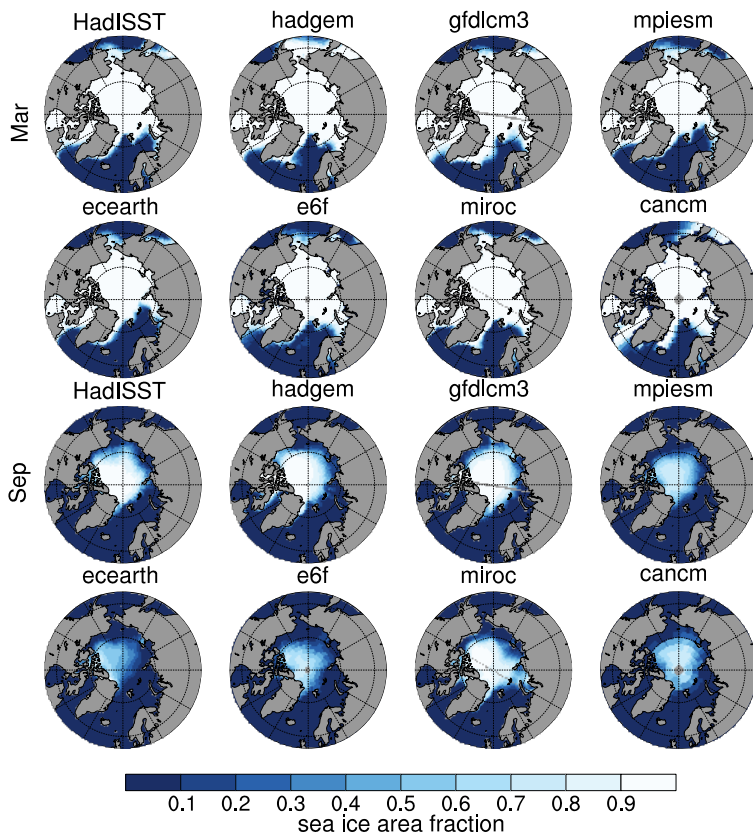 HadISST hadgem gfdlcm3 mpiesm
Mar
ecearth e6f miroc cancm
HadISST hadgem gfdlcm3 mpiesm
Sep
ecearth e6f miroc cancm
0.1 0.2 0.3 0.4 0.5 0.6 0.7 0.8 0.9
sea ice area fraction